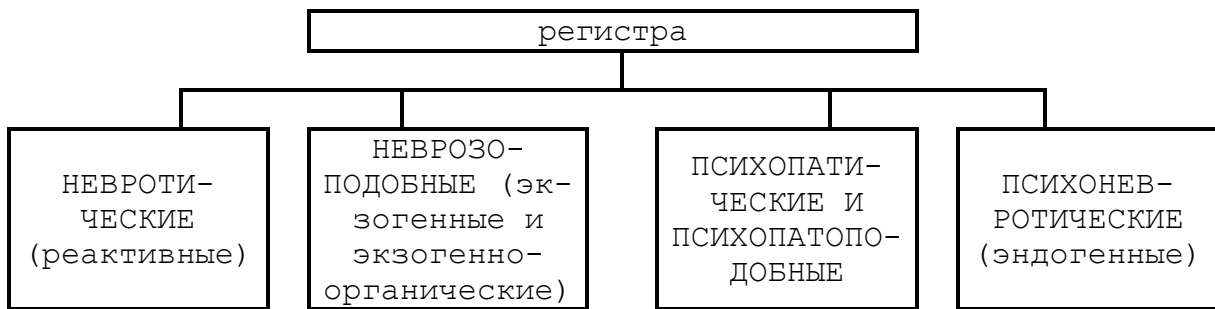 регистра
НЕВРОТИ-
ЧЕСКИЕ
(реактивные)
НЕВРОЗО-
ПОДОБНЫЕ (эк-
зогенные и
экзогенно-
органические)
ПСИХОПАТИ-
ЧЕСКИЕ И
ПСИХОПАТОПО-
ДОБНЫЕ
ПСИХОНЕВ-
РОТИЧЕСКИЕ
(эндогенные)